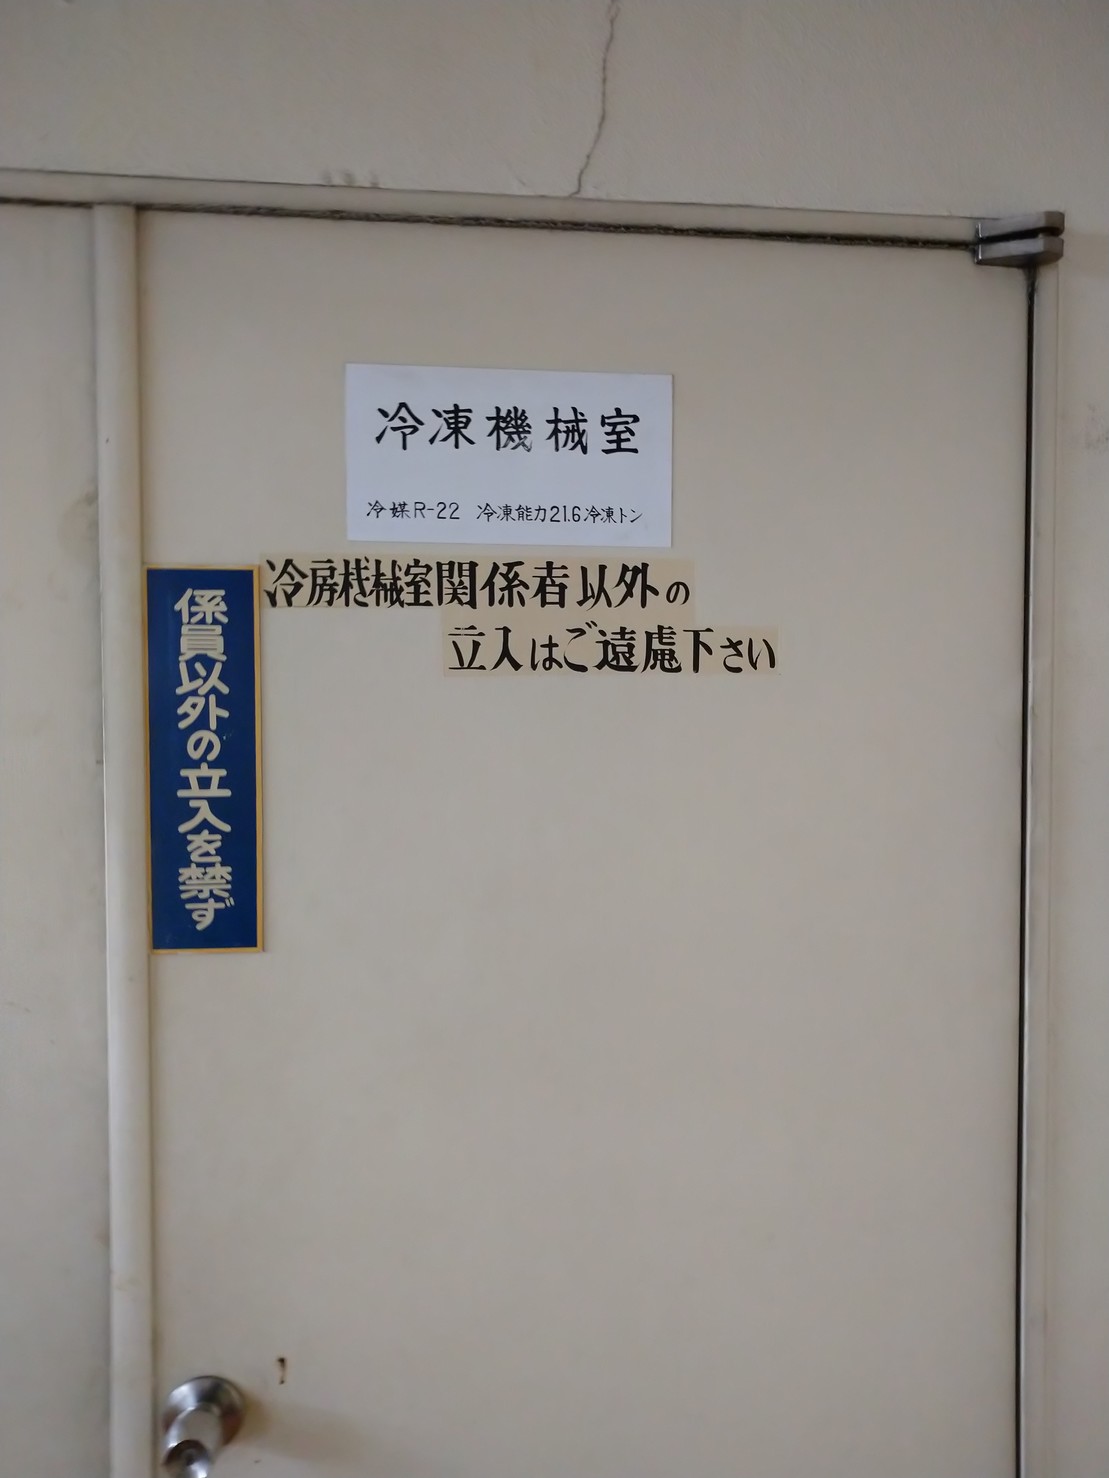 冷凍機械室
冷媒R-22 冷凍能力21.6冷凍トン
冷房機械室関係者以外の
立入はご遠慮下さい
係員以外の立入を禁ず